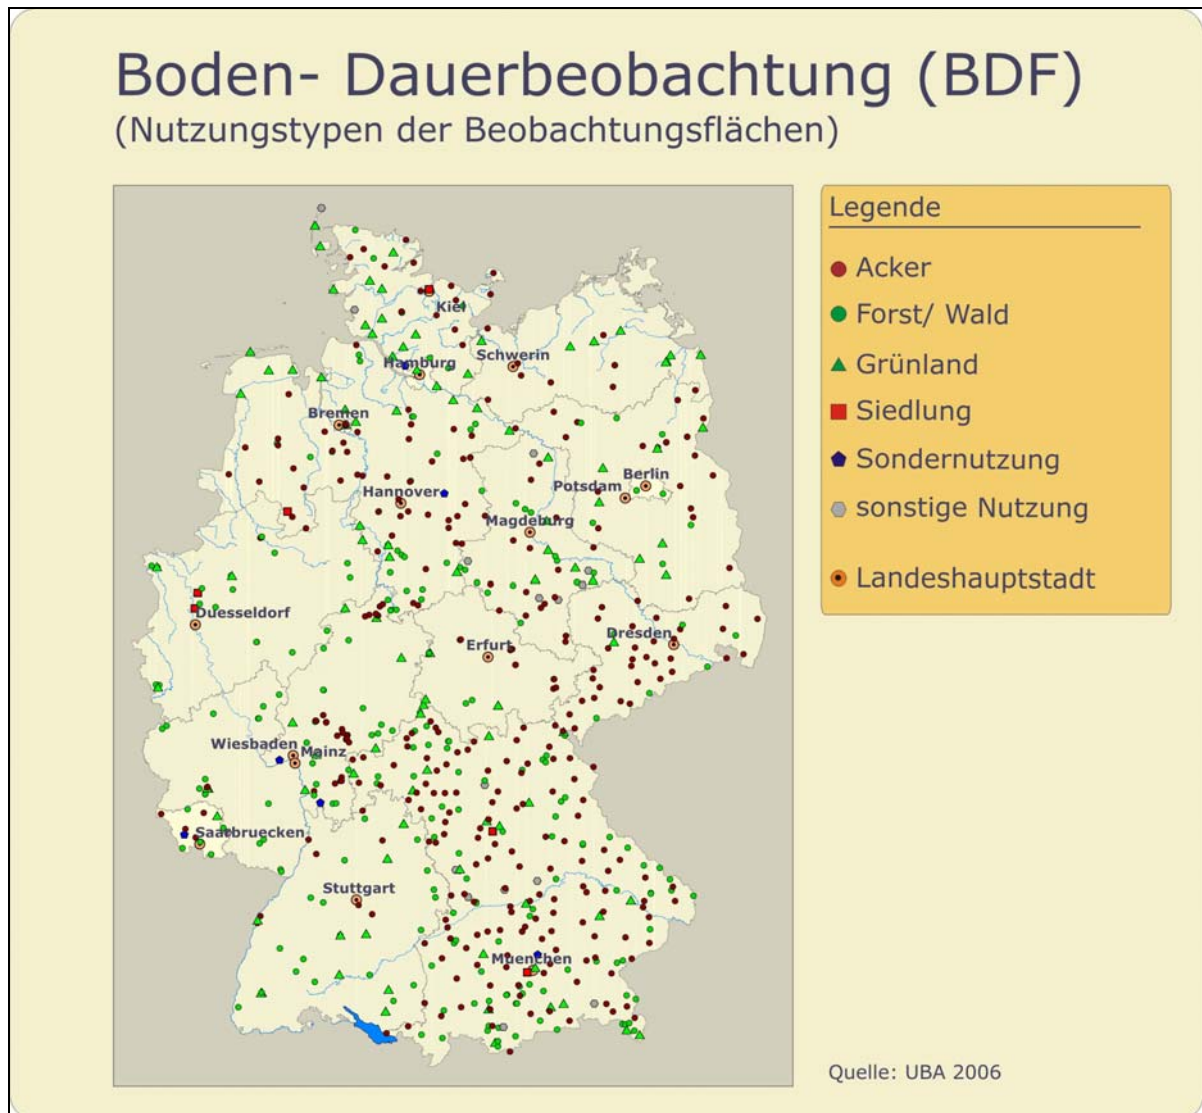 Boden- Dauerbeobachtung (BDF)
(Nutzungstypen der Beobachtungsflächen)
Legende
Acker
Forst/ Wald
Grünland
Siedlung
Sondernutzung
sonstige Nutzung
Landeshauptstadt
Kiel
Schwerin
Hamburg
Bremen
Berlin
Potsdam
Hannover
Magdeburg
Duesseldorf
Dresden
Erfurt
Wiesbaden
Mainz
Saarbruecken
Stuttgart
Muenchen
Quelle: UBA 2006